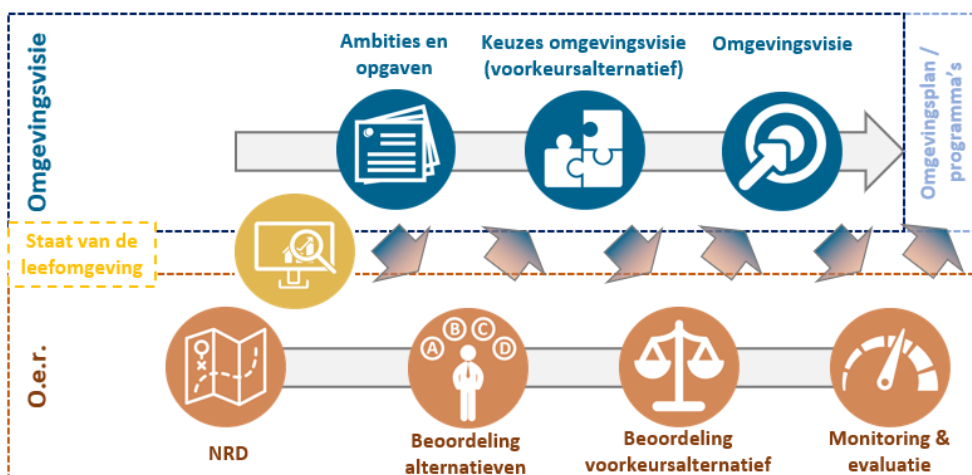 Omgevingsvisie
Ambities en
opgaven
Keuzes omgevingsvisie
(voorkeursalternatief)
Omgevingsvisie
Omgevingsplan /
programma's
Staat van de
leefomgeving
O.e.r.
A
B
C
D
NRD
Beoordeling
alternatieven
Beoordeling
voorkeursalternatief
Monitoring &
evaluatie